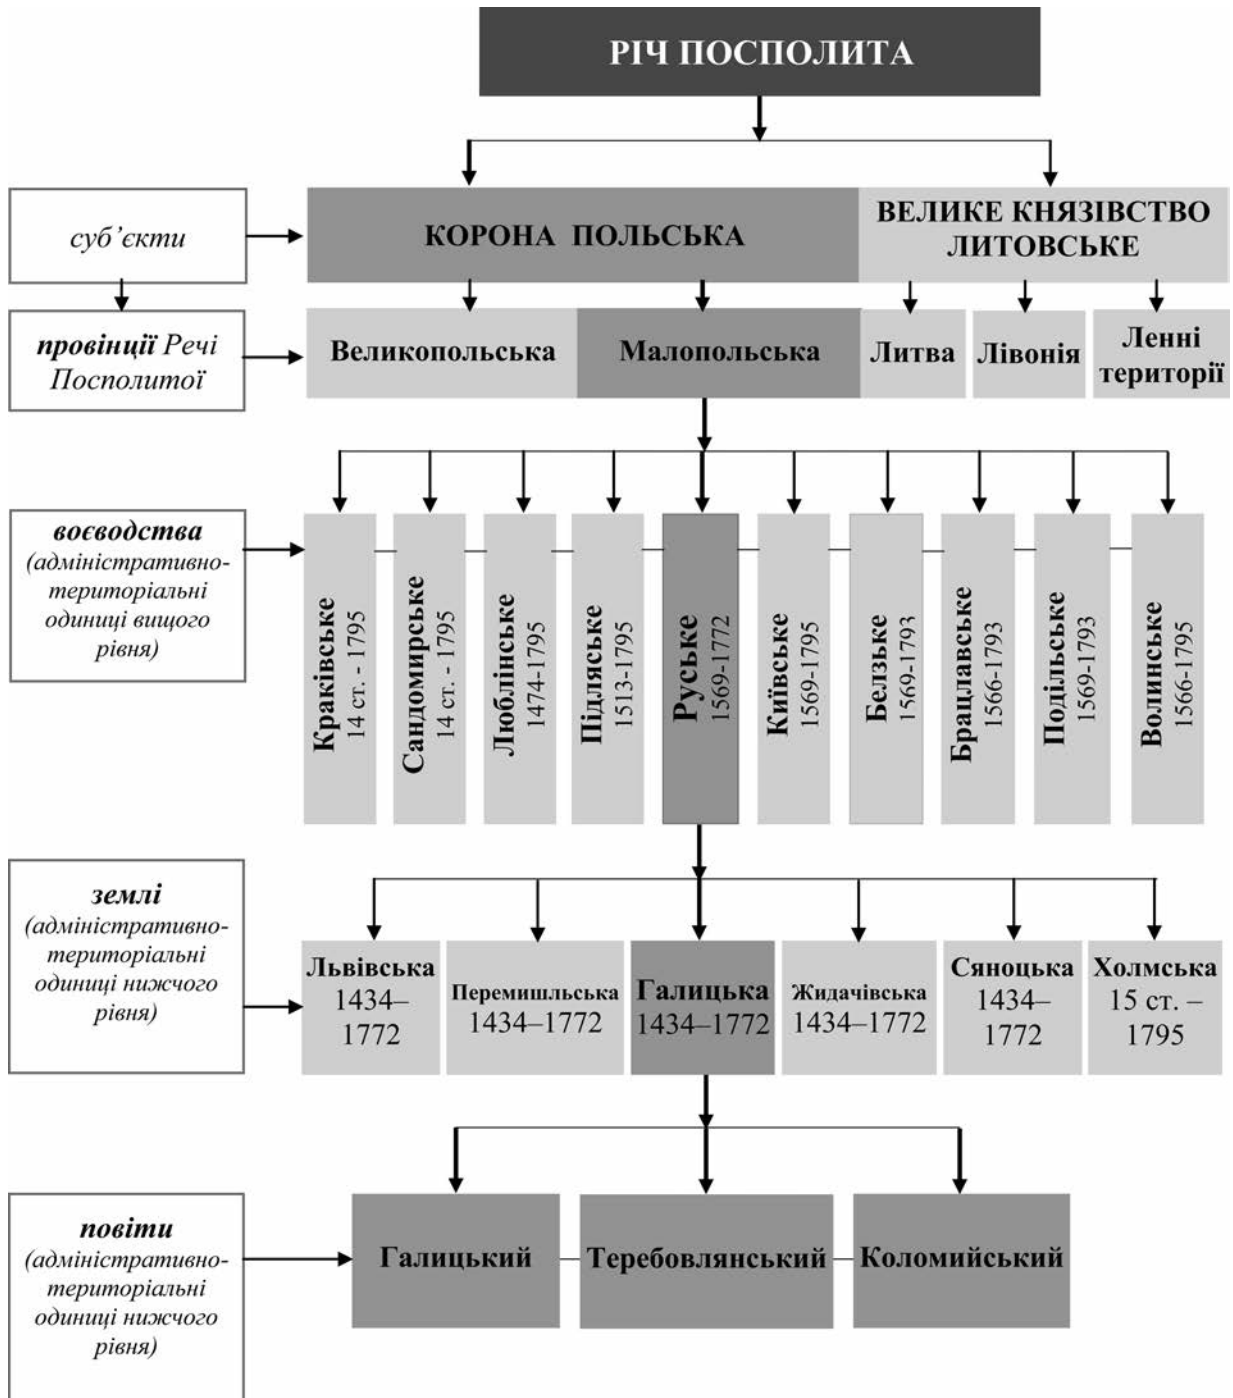 РІЧ ПОСПОЛИТА
суб’єкти
КОРОНА ПОЛЬСЬКА
ВЕЛИКЕ КНЯЗІВСТВО
ЛИТОВСЬКЕ
провінції Речі
Посполитої
Великопольська
Малопольська
Литва
Лівонія
Ленні
території
воєводства
(адміністративно-
територіальні
одиниці вищого
рівня)
Краківське
14 ст. - 1795
Сандомирське
14 ст. - 1795
Люблінське
1474-1795
Підляське
1513-1795
Руське
1569-1772
Київське
1569-1795
Белзьке
1569-1793
Брацлавське
1566-1793
Подільське
1569-1793
Волинське
1566-1795
землі
(адміністративно-
територіальні
одиниці нижчого
рівня)
Львівська
1434–
1772
Перемишльська
1434–1772
Галицька
1434–1772
Жидачівська
1434–1772
Сяноцька
1434–
1772
Холмська
15 ст. –
1795
повіти
(адміністративно-
територіальні
одиниці нижчого
рівня)
Галицький
Теребовлянський
Коломийський